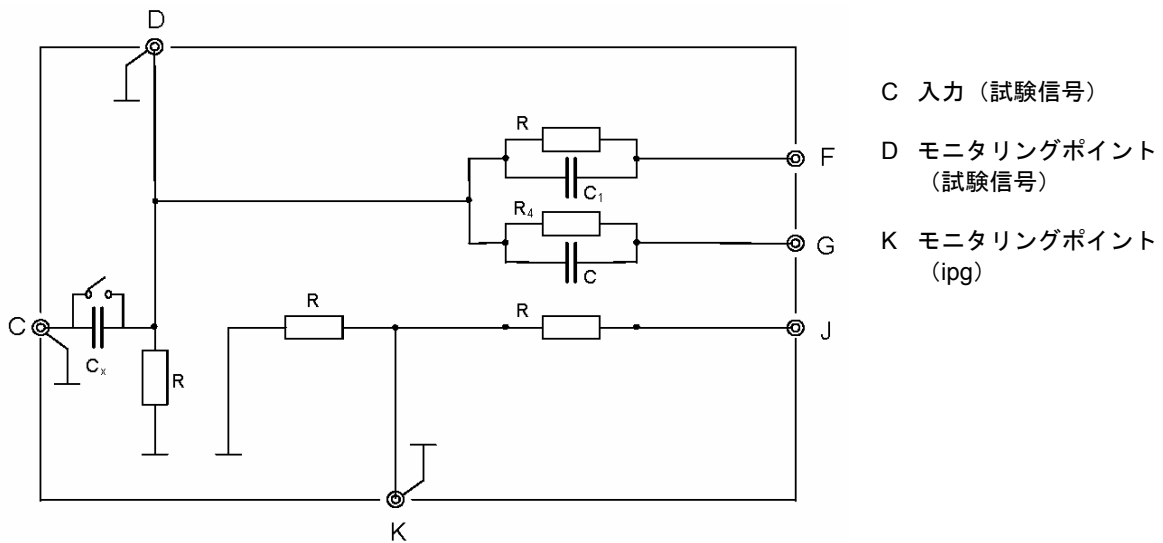 D
R
F
C₁
R₄
G
C
R
R
J
C
Cₓ
R
K
C 入力（試験信号）
D モニタリングポイント
（試験信号）
K モニタリングポイント
（ipg）